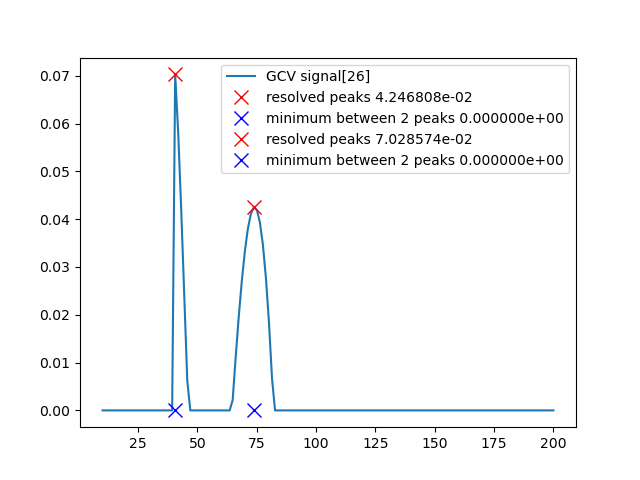 GCV signal[26]
resolved peaks 4.246808e-02
minimum between 2 peaks 0.000000e+00
resolved peaks 7.028574e-02
minimum between 2 peaks 0.000000e+00
0.07
0.06
0.05
0.04
0.03
0.02
0.01
0.00
25 50 75 100 125 150 175 200